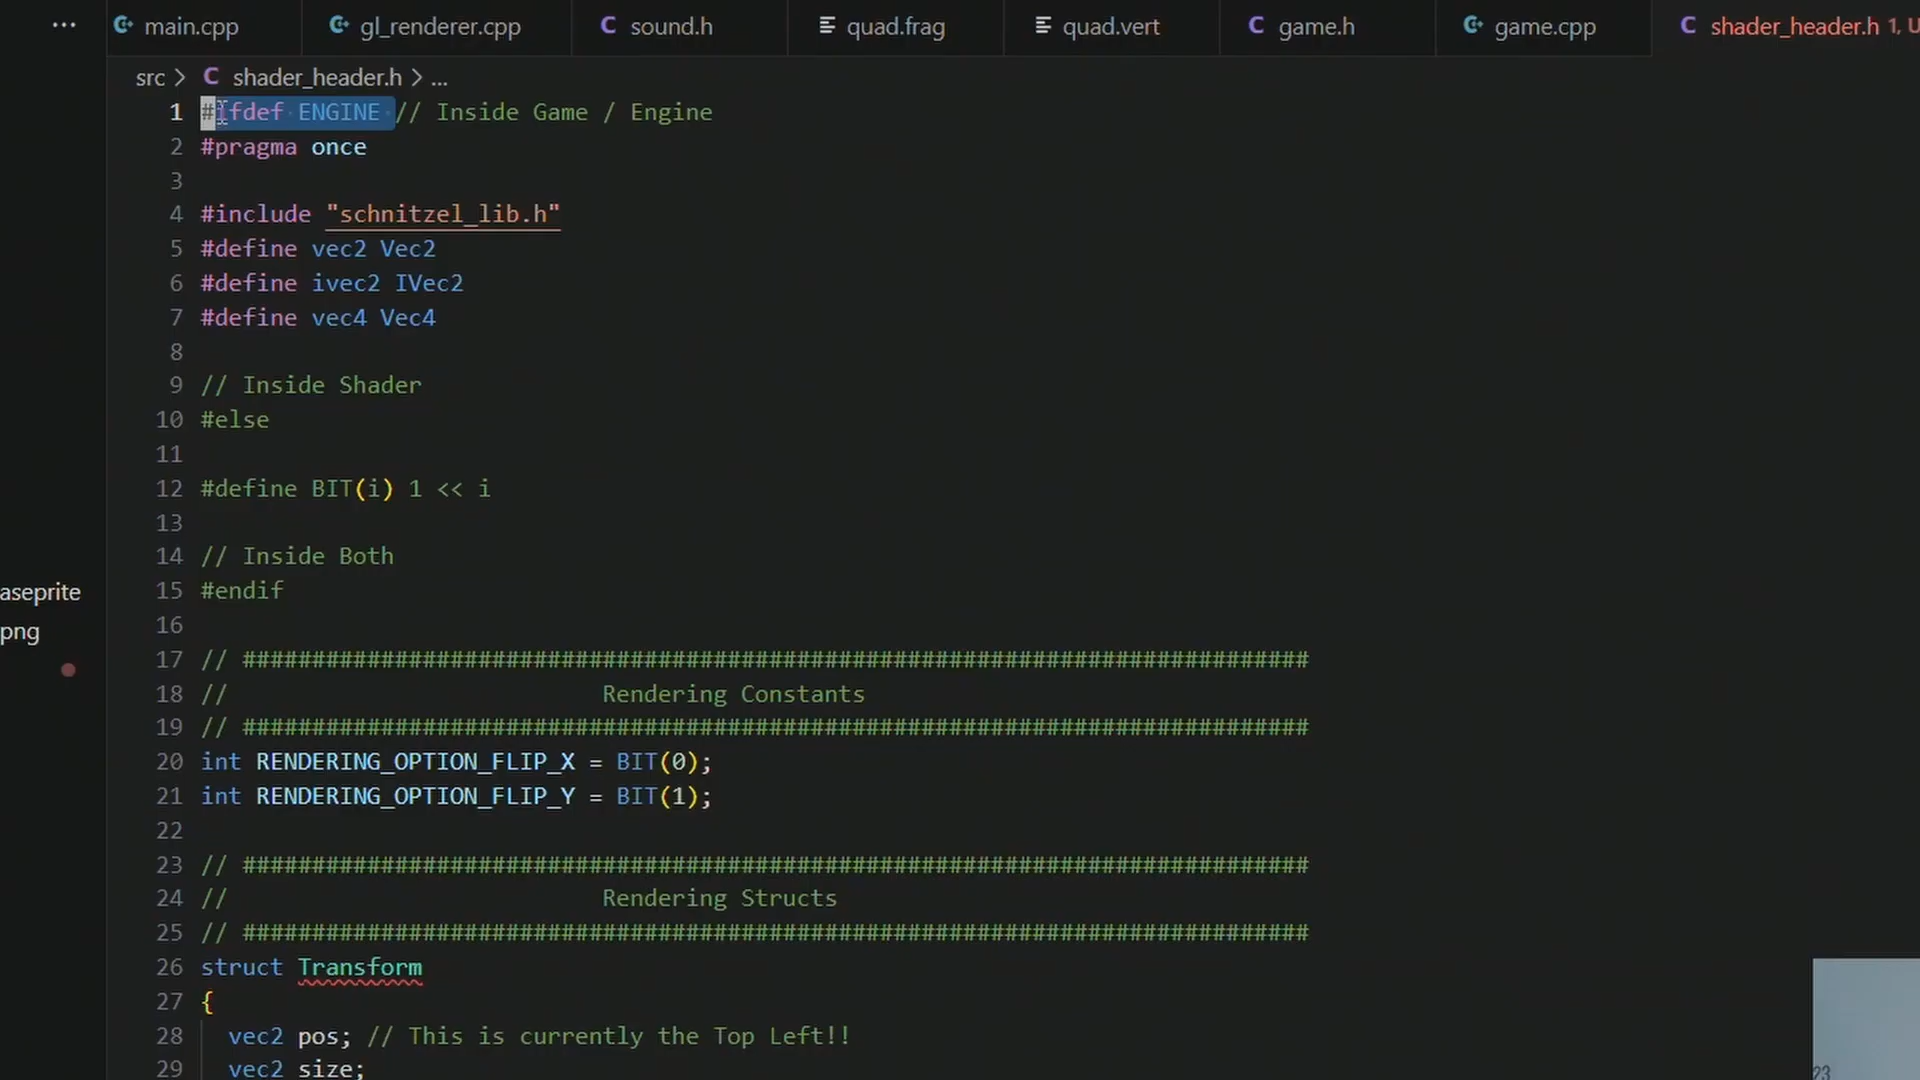 ··· main.cpp gl_renderer.cpp C sound.h quad.frag quad.vert C game.h game.cpp C shader_header.h 1, U
src > C shader_header.h > ...
1 #ifdef ENGINE // Inside Game / Engine
2 #pragma once
3
4 #include "schnitzel_lib.h"
5 #define vec2 Vec2
6 #define ivec2 IVec2
7 #define vec4 Vec4
8
9 // Inside Shader
10 #else
11
12 #define BIT(i) 1 << i
13
14 // Inside Both
aseprite
15 #endif
png
16
17 // #############################################################################
18 // Rendering Constants
19 // #############################################################################
20 int RENDERING_OPTION_FLIP_X = BIT(0);
21 int RENDERING_OPTION_FLIP_Y = BIT(1);
22
23 // #############################################################################
24 // Rendering Structs
25 // #############################################################################
26 struct Transform
27 {
28 vec2 pos; // This is currently the Top Left!!
29 vec2 size;
23